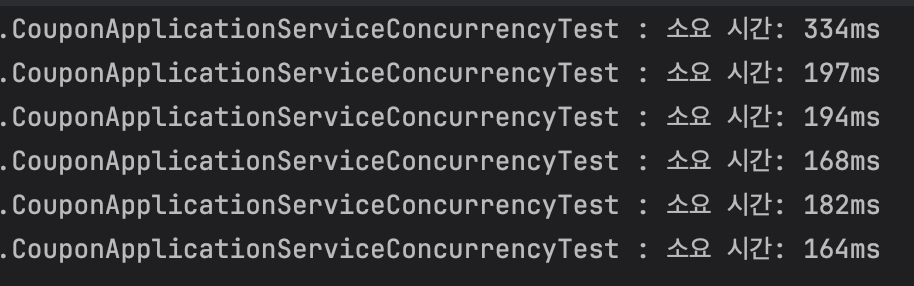 .CouponApplicationServiceConcurrencyTest : 소요 시간: 334ms
.CouponApplicationServiceConcurrencyTest : 소요 시간: 197ms
.CouponApplicationServiceConcurrencyTest : 소요 시간: 194ms
.CouponApplicationServiceConcurrencyTest : 소요 시간: 168ms
.CouponApplicationServiceConcurrencyTest : 소요 시간: 182ms
.CouponApplicationServiceConcurrencyTest : 소요 시간: 164ms